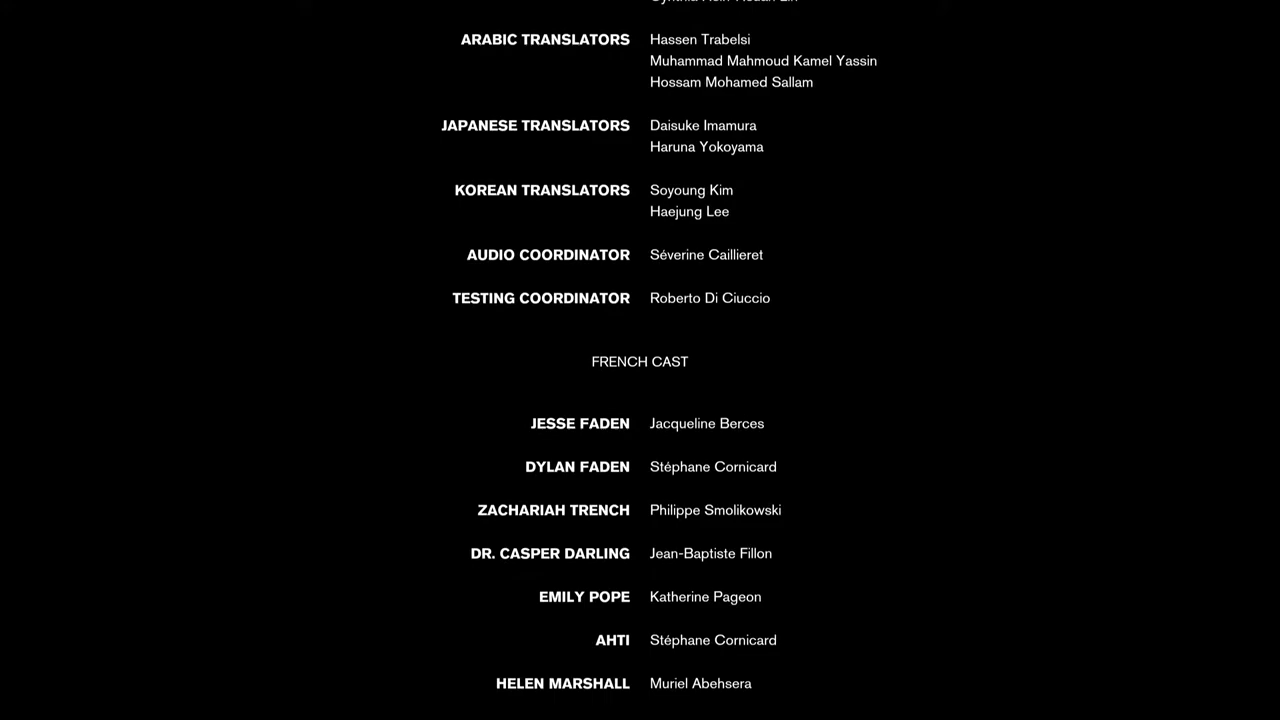 ARABIC TRANSLATORS Hassen Trabelsi
Muhammad Mahmoud Kamel Yassin
Hossam Mohamed Sallam
JAPANESE TRANSLATORS Daisuke Imamura
Haruna Yokoyama
KOREAN TRANSLATORS Soyoung Kim
Haejung Lee
AUDIO COORDINATOR Séverine Caillieret
TESTING COORDINATOR Roberto Di Ciuccio
FRENCH CAST
JESSE FADEN Jacqueline Berces
DYLAN FADEN Stéphane Cornicard
ZACHARIAH TRENCH Philippe Smolikowski
DR. CASPER DARLING Jean-Baptiste Fillon
EMILY POPE Katherine Pageon
AHTI Stéphane Cornicard
HELEN MARSHALL Muriel Abehsera